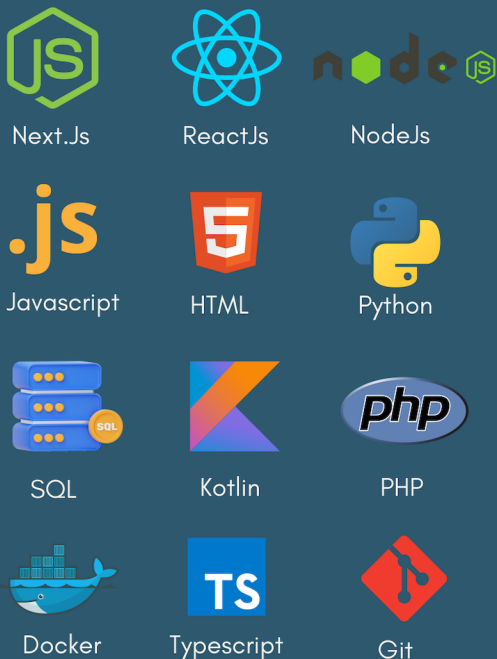 JS
node JS
Next.Js
ReactJs
NodeJs
.js
5
Javascript
HTML
Python
SQL
php
SQL
Kotlin
PHP
TS
Docker
Typescript
Git